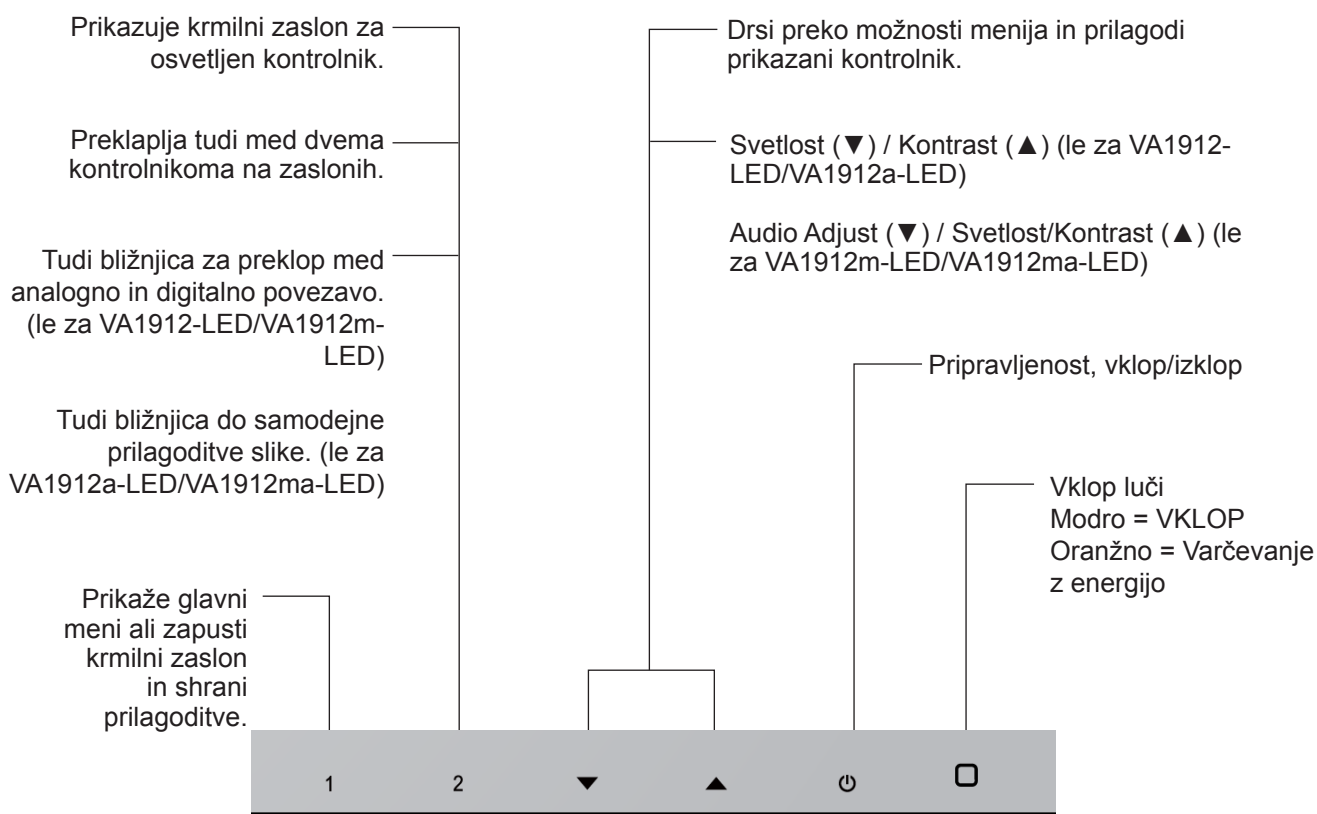 Prikazuje krmilni zaslon za
osvetljen kontrolnik.
Preklaplja tudi med dvema
kontrolnikoma na zaslonih.
Tudi bližnjica za preklop med
analogno in digitalno povezavo.
(le za VA1912-LED/VA1912m-
LED)
Tudi bližnjica do samodejne
prilagoditve slike. (le za
VA1912a-LED/VA1912ma-LED)
Prikaže glavni
meni ali zapusti
krmilni zaslon
in shrani
prilagoditve.
Drsi preko možnosti menija in prilagodi
prikazani kontrolnik.
Svetlost (▼) / Kontrast (▲) (le za VA1912-
LED/VA1912a-LED)
Audio Adjust (▼) / Svetlost/Kontrast (▲) (le
za VA1912m-LED/VA1912ma-LED)
Pripravljenost, vklop/izklop
Vklop luči
Modro = VKLOP
Oranžno = Varčevanje
z energijo
1 2 ▼ ▲ ⏻